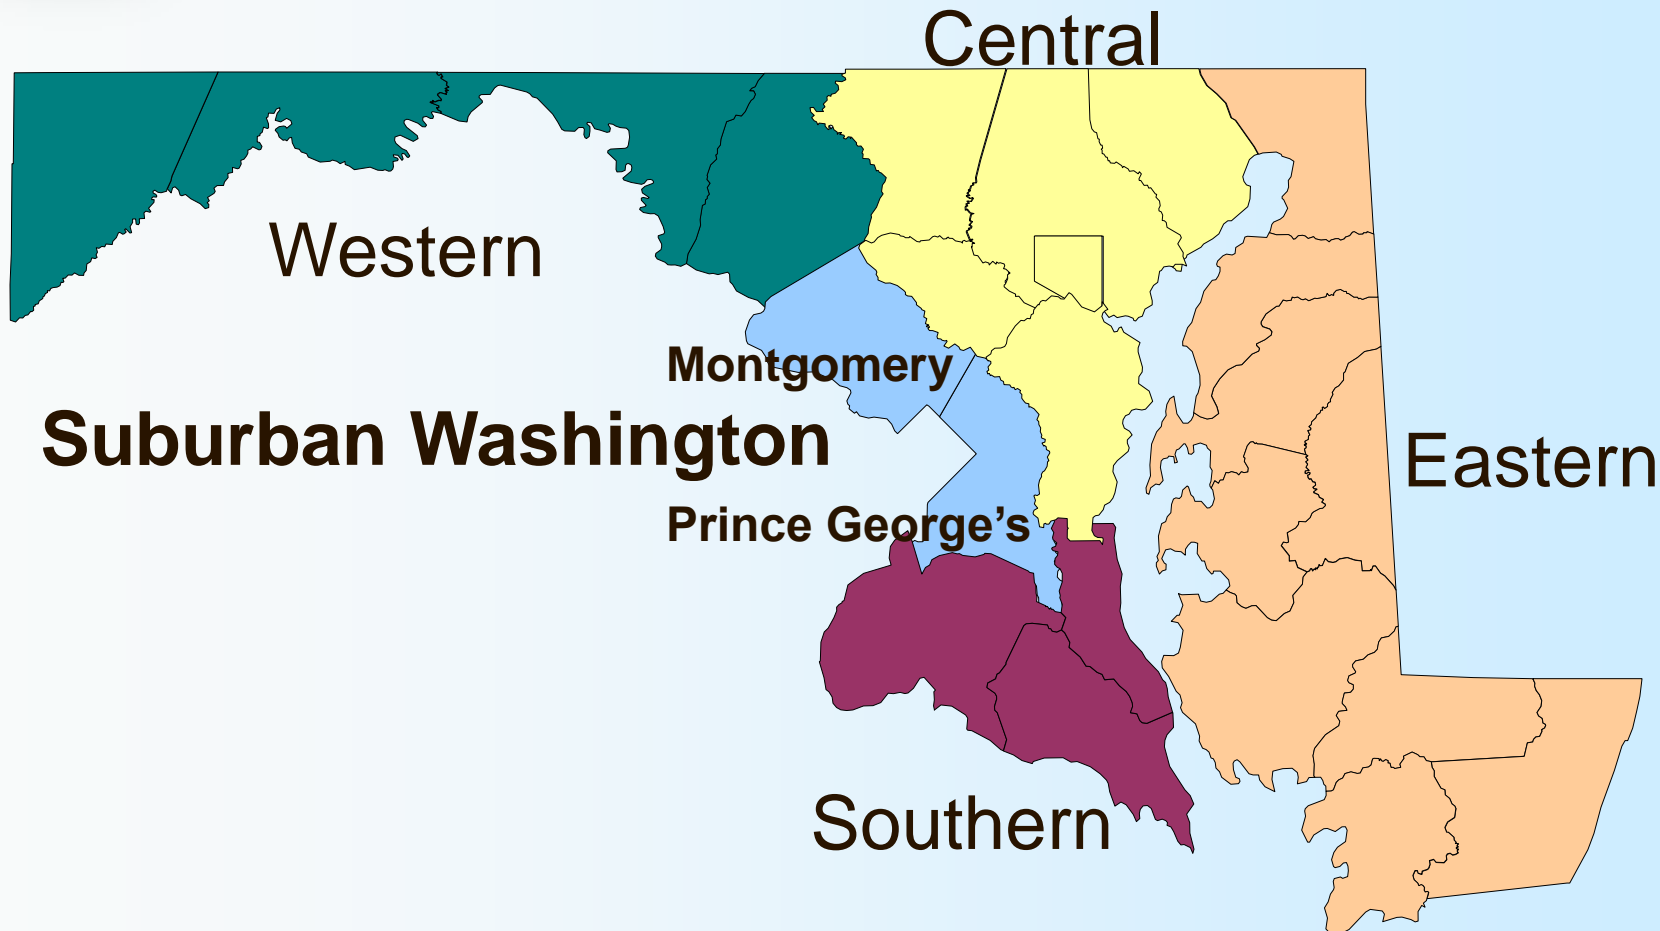 Central
Western
Montgomery
Suburban Washington
Eastern
Prince George’s
Southern